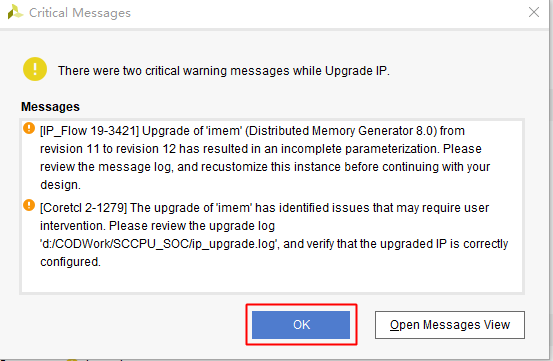 Critical Messages
There were two critical warning messages while Upgrade IP.
Messages
[IP_Flow 19-3421] Upgrade of 'imem' (Distributed Memory Generator 8.0) from
revision 11 to revision 12 has resulted in an incomplete parameterization. Please
review the message log, and recustomize this instance before continuing with your
design.
[Coretcl 2-1279] The upgrade of 'imem' has identified issues that may require user
intervention. Please review the upgrade log
'd:/CODWork/SCCPU_SOC/ip_upgrade.log', and verify that the upgraded IP is correctly
configured.
OK
Open Messages View